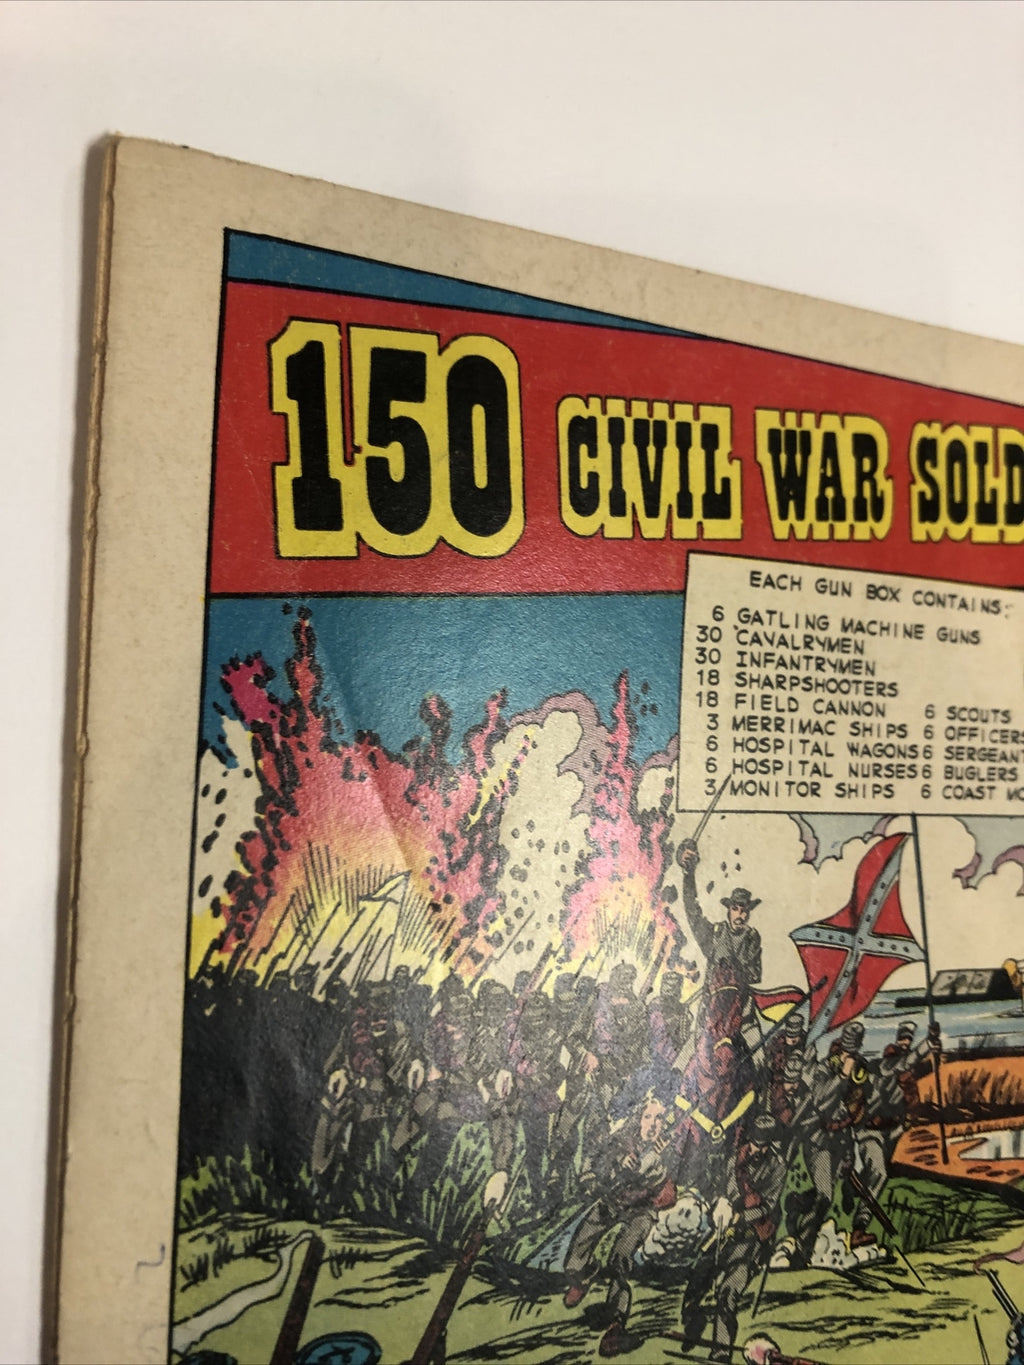 150 CIVIL WAR SOLD
EACH GUN BOX CONTAINS:
6 GATLING MACHINE GUNS
30 CAVALRYMEN
30 INFANTRYMEN
18 SHARPSHOOTERS
18 FIELD CANNON 6 SCOUTS
3 MERRIMAC SHIPS 6 OFFICERS
6 HOSPITAL WAGONS 6 SERGEANT
6 HOSPITAL NURSES 6 BUGLERS
3 MONITOR SHIPS 6 COAST MO